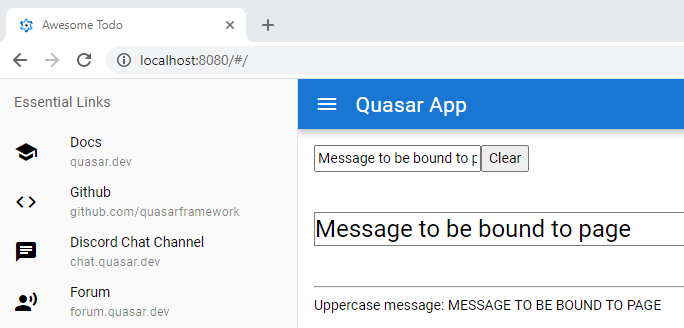 Awesome Todo
localhost:8080/#/
Essential Links
Docs
quasar.dev
Github
github.com/quasarframework
Discord Chat Channel
chat.quasar.dev
Forum
forum.quasar.dev
Quasar App
Message to be bound to p
Clear
Message to be bound to page
Uppercase message: MESSAGE TO BE BOUND TO PAGE